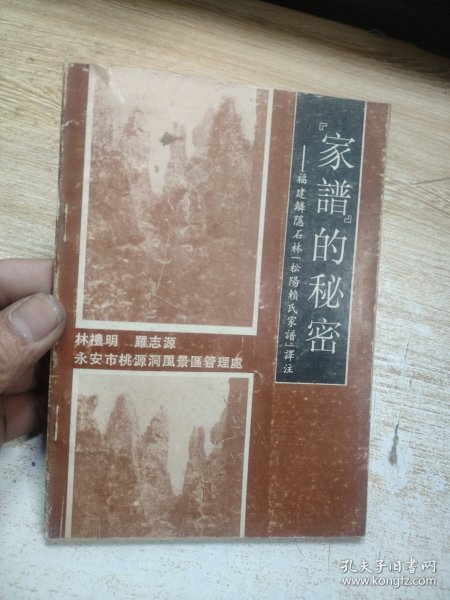 『家譜』的秘密
——福建鱗隱石林「松陽賴氏家譜」譯注
林禮明 羅志源
永安市桃源洞風景區管理處
孔夫子旧书网
www.kongfz.com